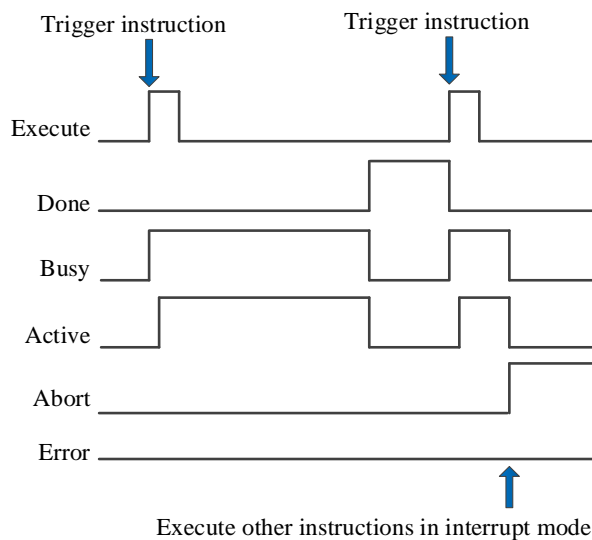 Trigger instruction Trigger instruction
Execute
Done
Busy
Active
Abort
Error
Execute other instructions in interrupt mode